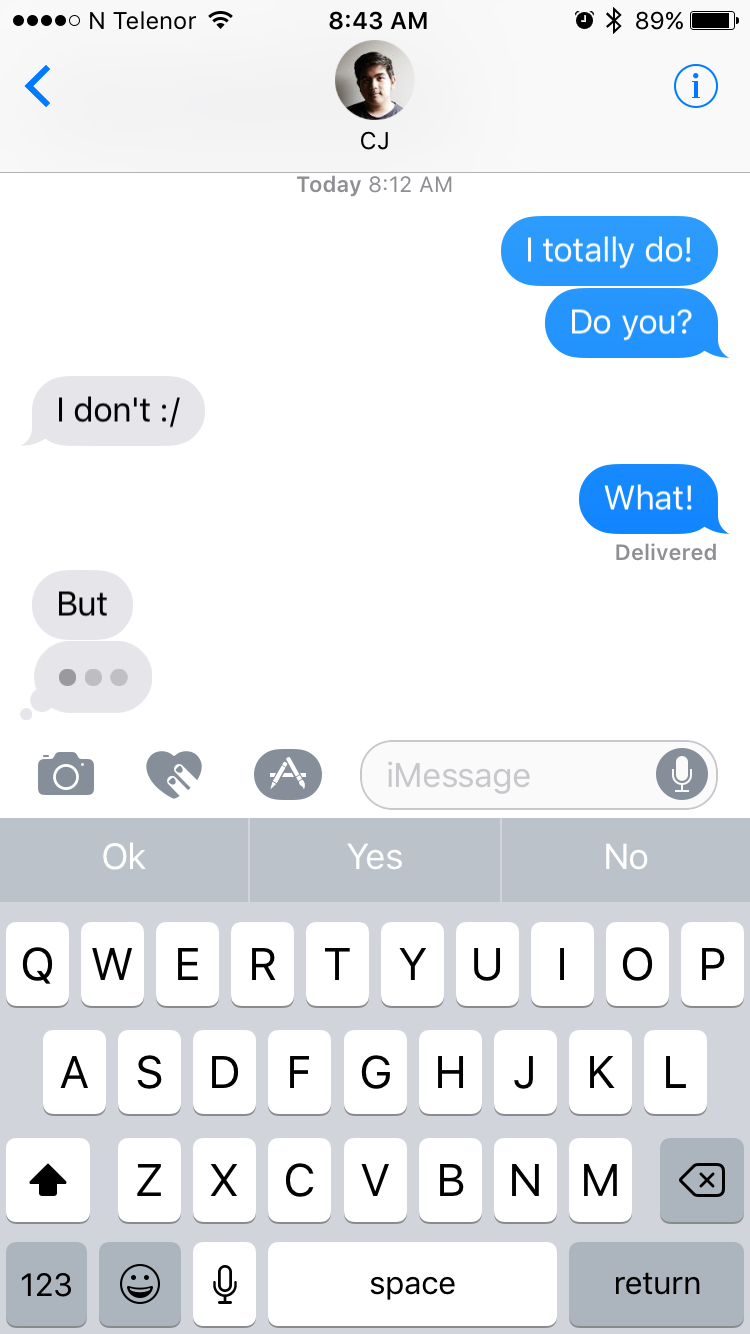 N Telenor 8:43 AM 89%
i
CJ
Today 8:12 AM
I totally do!
Do you?
I don't :/
What!
Delivered
But
iMessage
Ok Yes No
Q W E R T Y U I O P
A S D F G H J K L
Z X C V B N M
123 space return